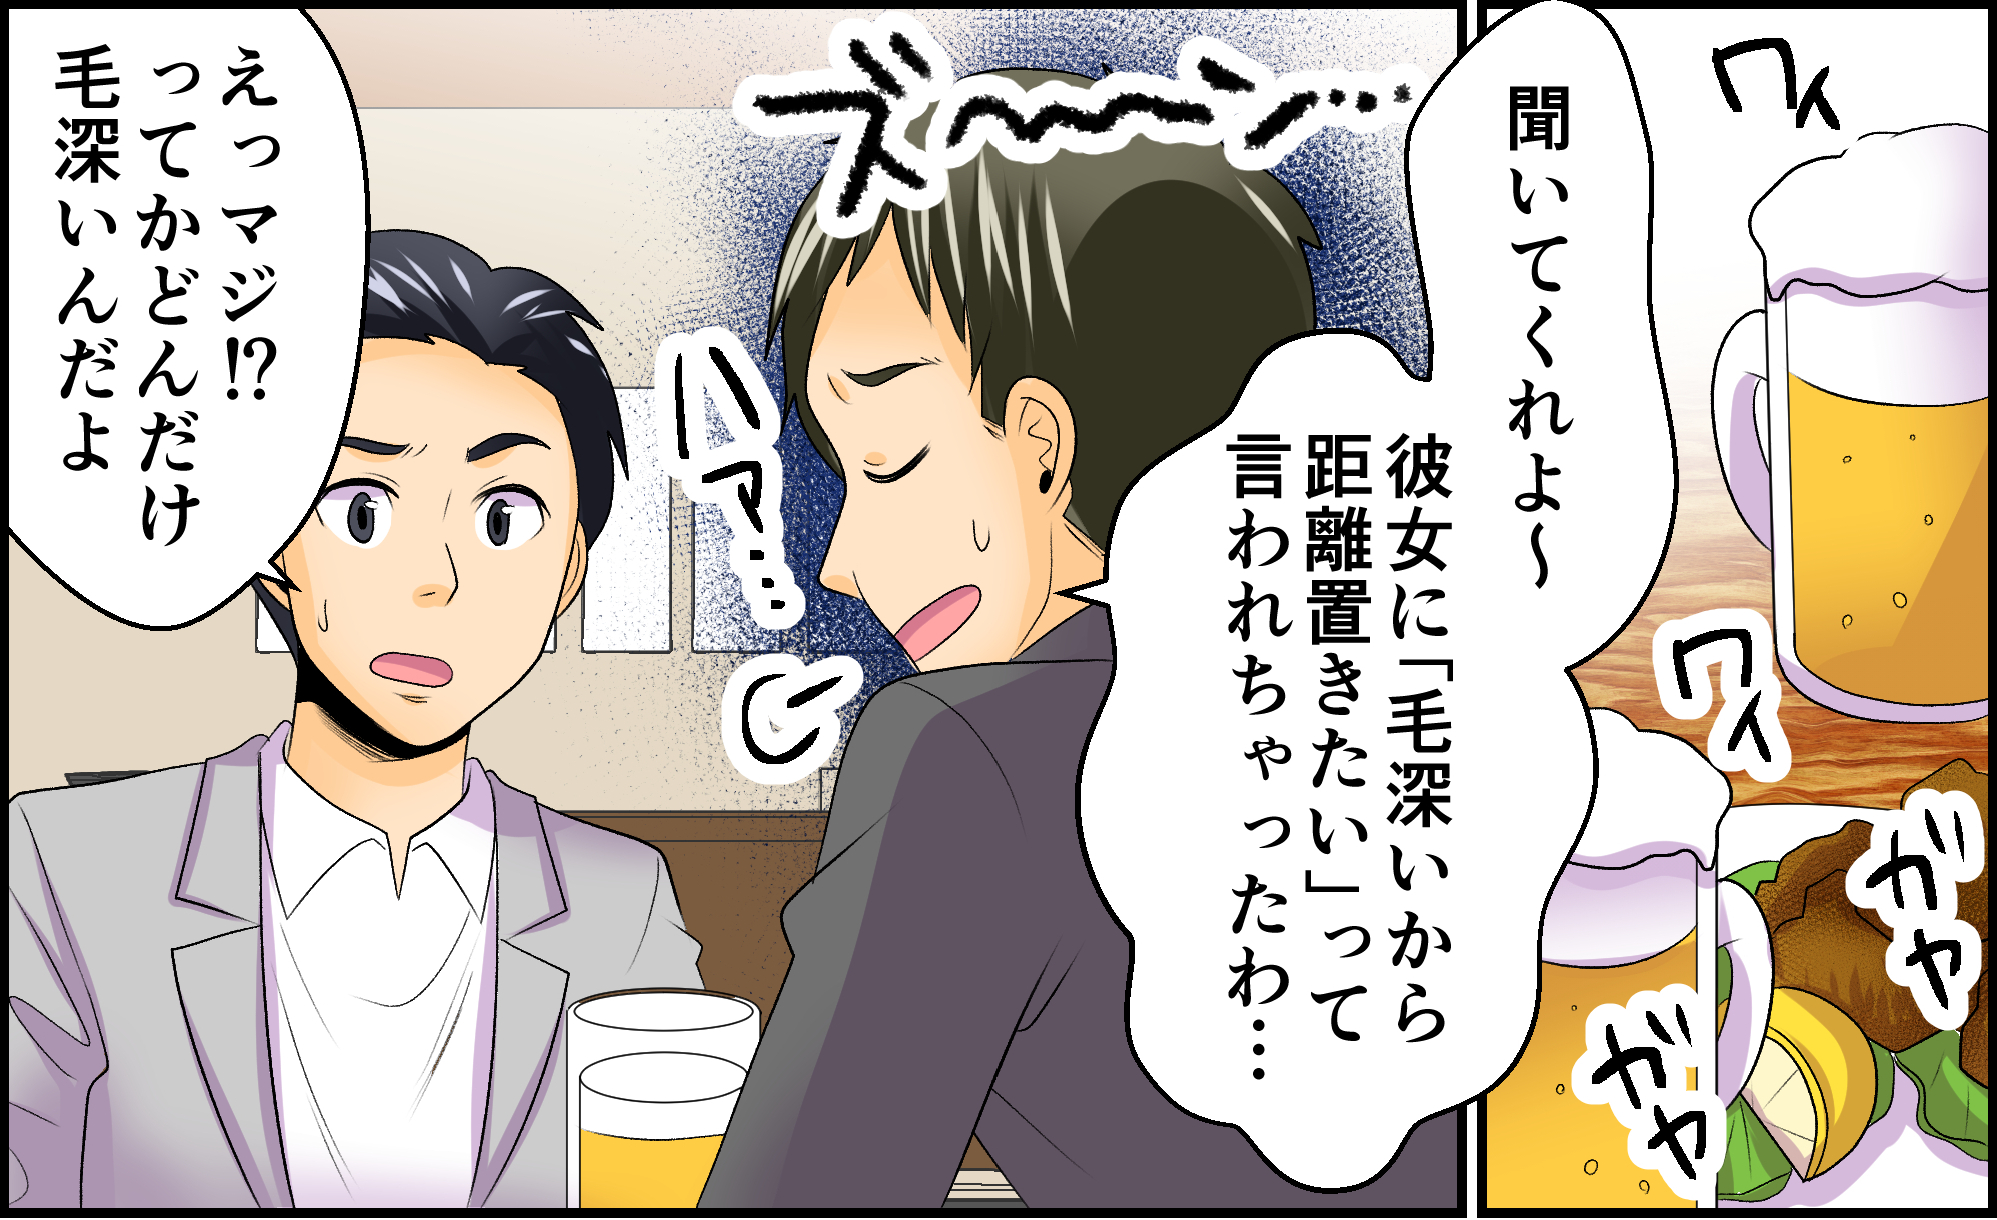 ワイ
ワイ
ガヤ
ガヤ
聞いてくれよ～
彼女に「毛深いから
距離置きたい」って
言われちゃったわ…
ズ～～ン…
ハァ…
えっマジ!?
ってかどんだけ
毛深いんだよ